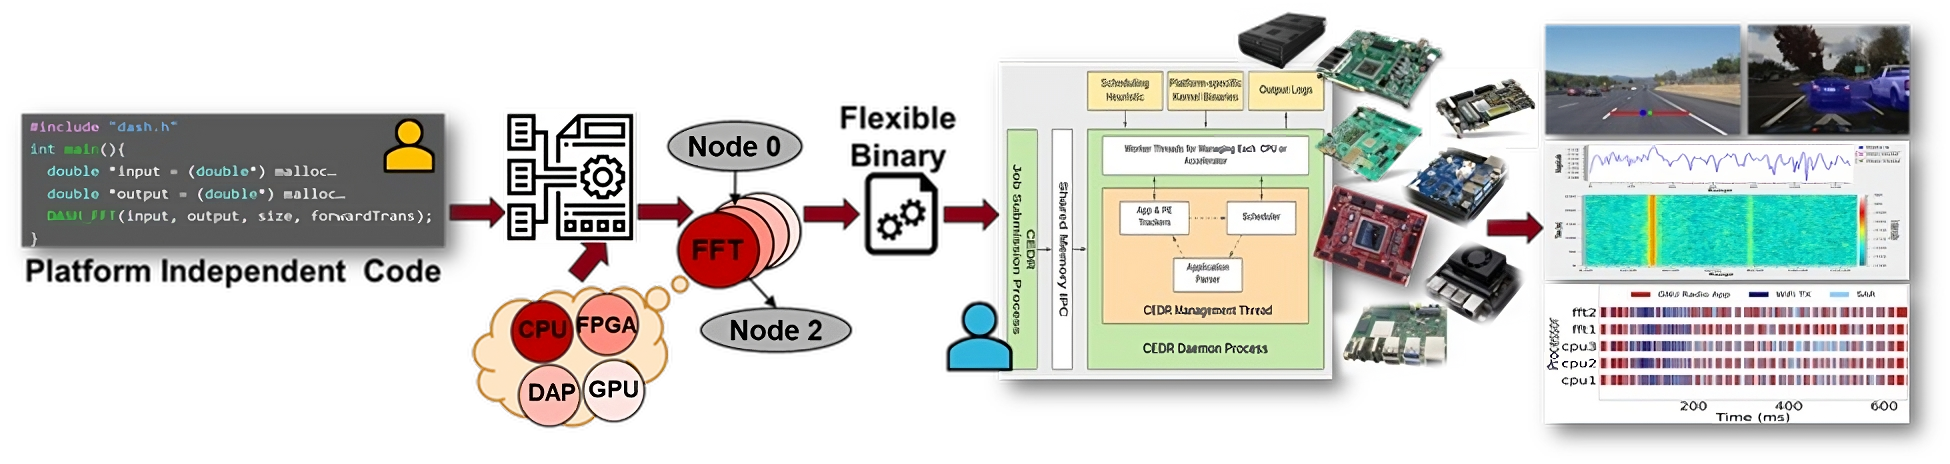 #include "dash.h"
int main(){
double *input = (double*) malloc…
double *output = (double*) malloc…
DASH_FFT(input, output, size, forwardTrans);
}
Platform Independent Code
CPU
FPGA
DAP
GPU
Node 0
FFT
Node 2
Flexible
Binary
Scheduling
Heuristic
Platform-specific
Kernel Binaries
Output Logs
CEDR
Job Submission Process
Shared Memory IPC
Worker Threads for Managing Each CPU or
Accelerator
App & PE
Trackers
Scheduler
Application
Parser
CEDR Management Thread
CEDR Daemon Process
WiFi TX
fft2
fft1
cpu3
cpu2
cpu1
Processor
200
400
600
Time (ms)